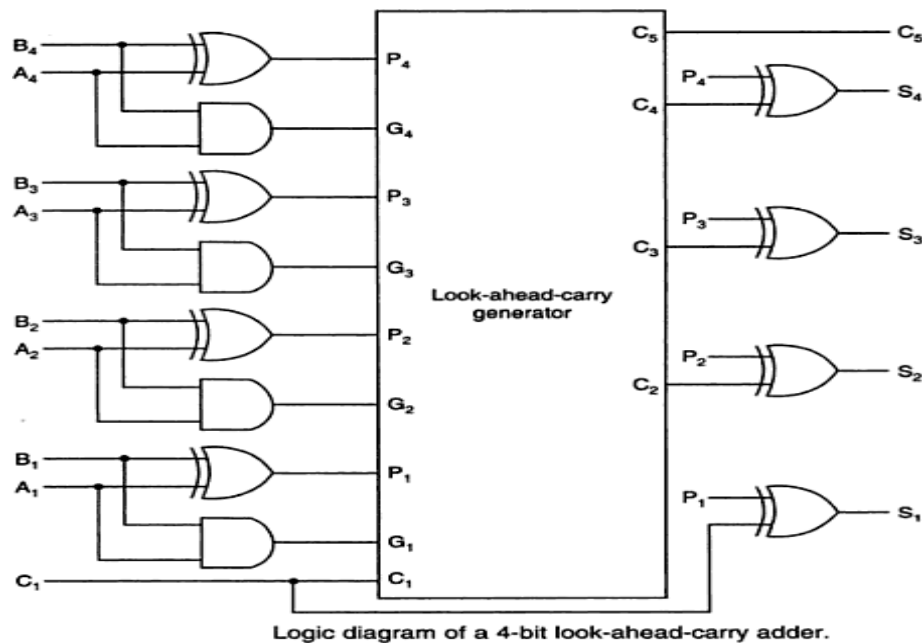 B₄
A₄
P₄
G₄
B₃
A₃
P₃
G₃
B₂
A₂
P₂
G₂
B₁
A₁
P₁
G₁
C₁
C₁
Look-ahead-carry
generator
C₅
C₅
P₄
C₄
S₄
P₃
C₃
S₃
P₂
C₂
S₂
P₁
S₁
Logic diagram of a 4-bit look-ahead-carry adder.